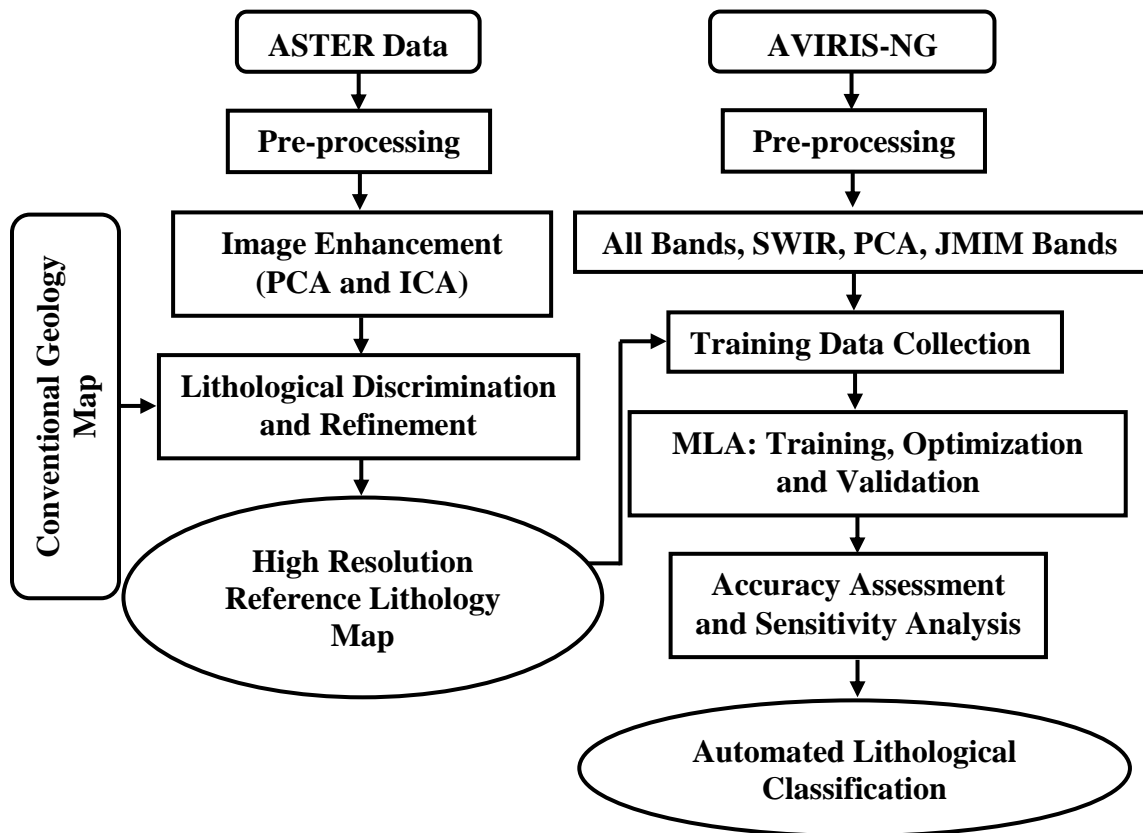 ASTER Data
Pre-processing
Image Enhancement
(PCA and ICA)
Conventional Geology
Map
Lithological Discrimination
and Refinement
High Resolution
Reference Lithology
Map
AVIRIS-NG
Pre-processing
All Bands, SWIR, PCA, JMIM Bands
Training Data Collection
MLA: Training, Optimization
and Validation
Accuracy Assessment
and Sensitivity Analysis
Automated Lithological
Classification